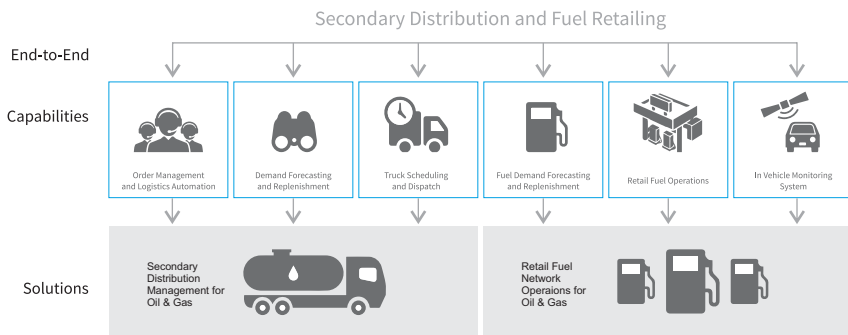 Secondary Distribution and Fuel Retailing
End-to-End
Capabilities
Order Management
and Logistics Automation
Demand Forecasting
and Replenishment
Truck Scheduling
and Dispatch
Fuel Demand Forecasting
and Replenishment
Retail Fuel Operations
In Vehicle Monitoring
System
Solutions
Secondary
Distribution
Management for
Oil & Gas
Retail Fuel
Network
Operaions for
Oil & Gas